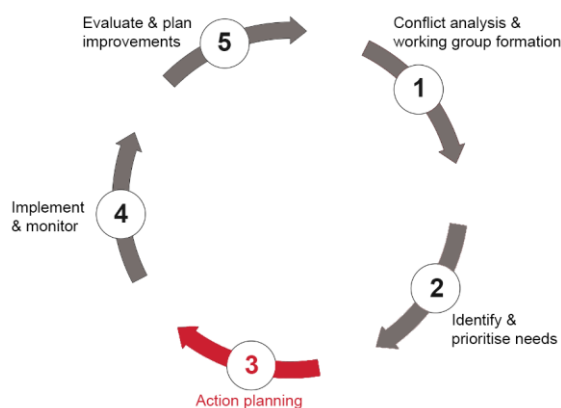 Conflict analysis &
working group formation
1
2
Identify &
prioritise needs
3
Action planning
4
Implement
& monitor
5
Evaluate & plan
improvements